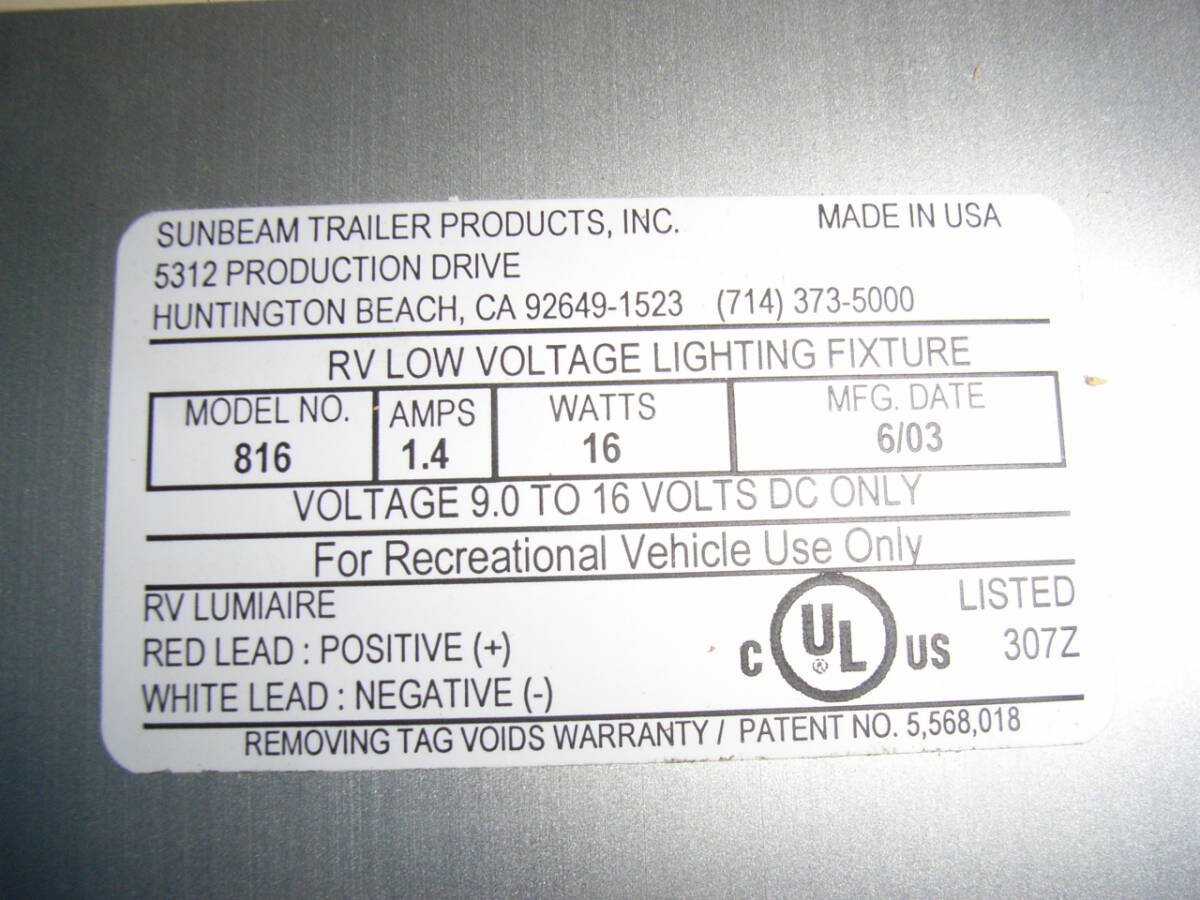 SUNBEAM TRAILER PRODUCTS, INC. MADE IN USA
5312 PRODUCTION DRIVE
HUNTINGTON BEACH, CA 92649-1523 (714) 373-5000
RV LOW VOLTAGE LIGHTING FIXTURE
MODEL NO. AMPS WATTS MFG. DATE
816 1.4 16 6/03
VOLTAGE 9.0 TO 16 VOLTS DC ONLY
For Recreational Vehicle Use Only
RV LUMIAIRE LISTED
RED LEAD : POSITIVE (+) C UL ® US 307Z
WHITE LEAD : NEGATIVE (-)
REMOVING TAG VOIDS WARRANTY / PATENT NO. 5,568,018